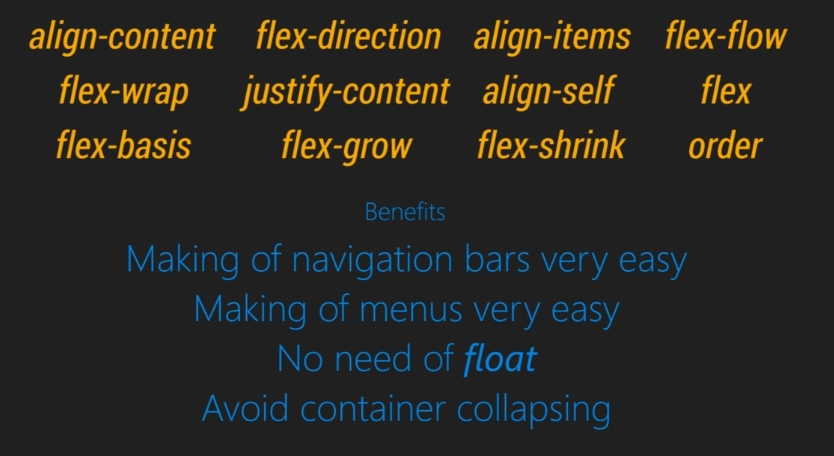 align-content flex-direction align-items flex-flow
flex-wrap justify-content align-self flex
flex-basis flex-grow flex-shrink order
Benefits
Making of navigation bars very easy
Making of menus very easy
No need of float
Avoid container collapsing